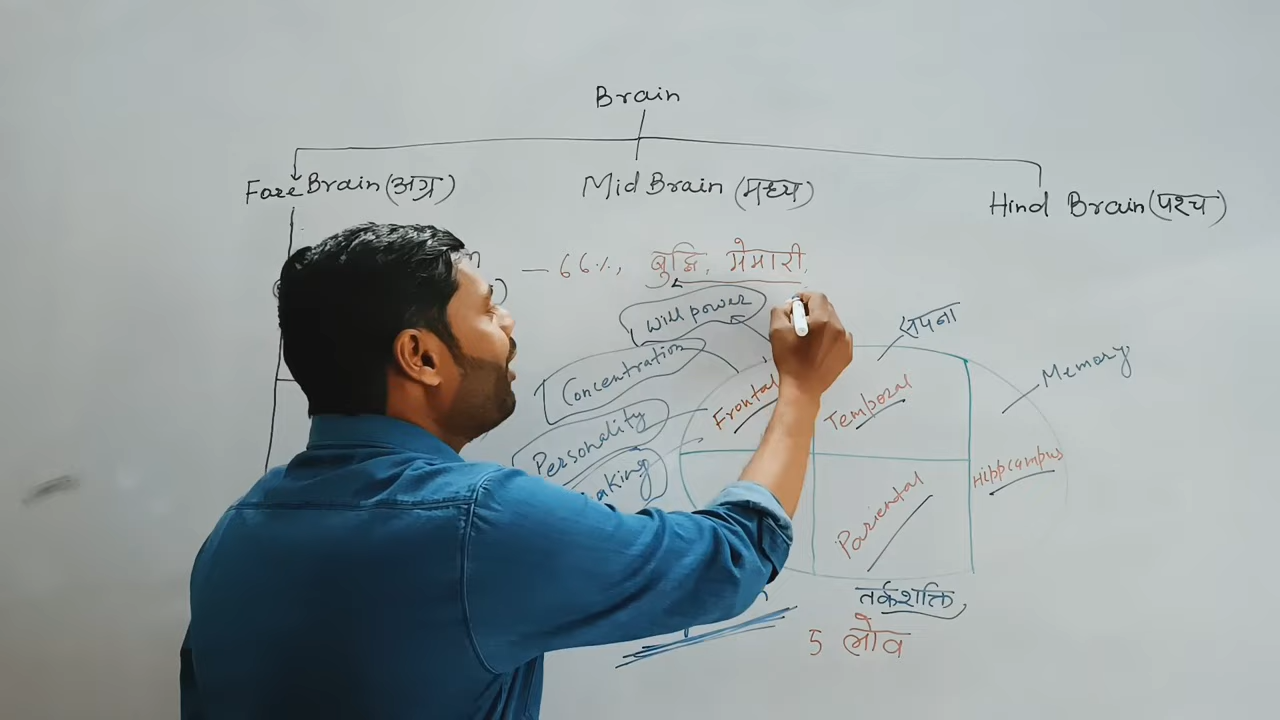 Brain
Fore Brain (अग्र)
Mid Brain (मध्य)
Hind Brain (पश्च)
— 66%, बुद्धि, मेमारी,
Will power
सपना
Concentration
Memory
Frontal
Temporal
Personality
Hippcampus
Pariental
तर्कशक्ति,
5 लोव